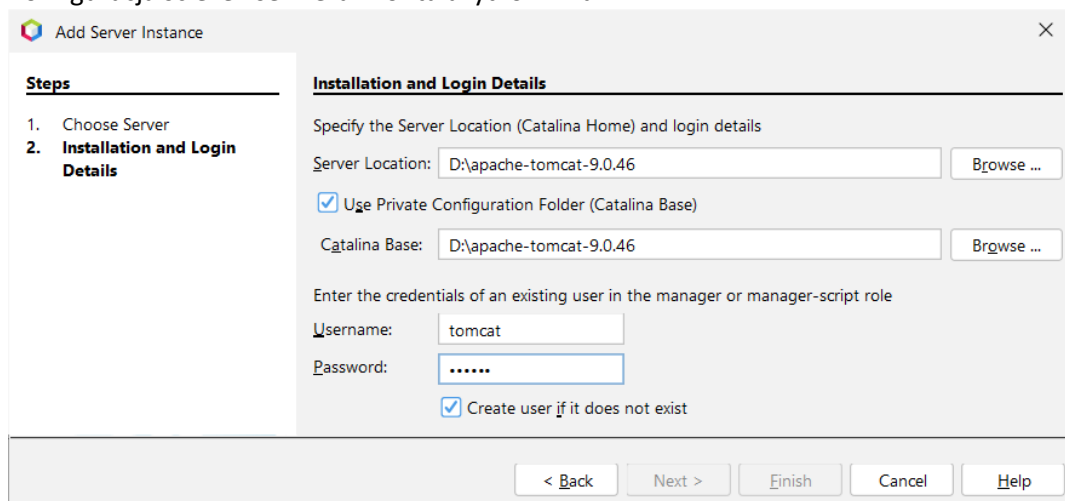 Add Server Instance
Steps
1. Choose Server
2. Installation and Login
Details
Installation and Login Details
Specify the Server Location (Catalina Home) and login details
Server Location: D:\apache-tomcat-9.0.46 Browse ...
Use Private Configuration Folder (Catalina Base)
Catalina Base: D:\apache-tomcat-9.0.46 Browse ...
Enter the credentials of an existing user in the manager or manager-script role
Username: tomcat
Password: ••••••
Create user if it does not exist
< Back Next > Finish Cancel Help